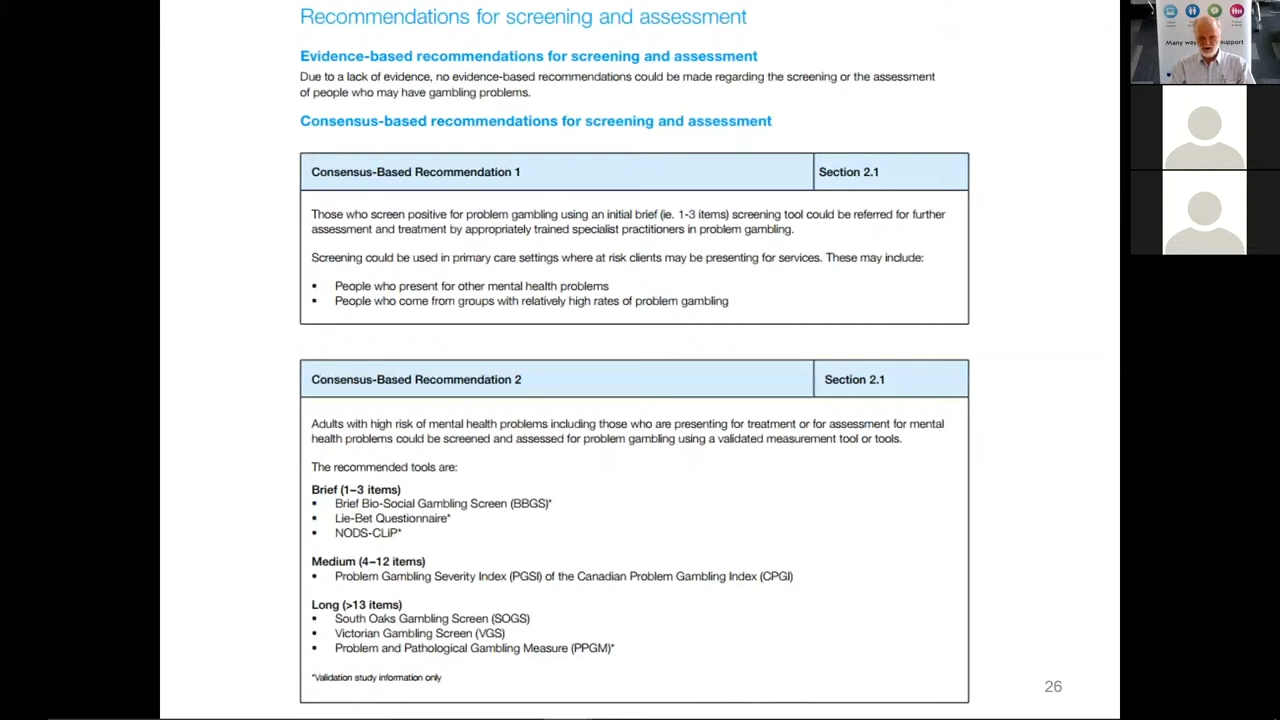 Recommendations for screening and assessment
Evidence-based recommendations for screening and assessment
Due to a lack of evidence, no evidence-based recommendations could be made regarding the screening or the assessment
of people who may have gambling problems.
Consensus-based recommendations for screening and assessment
Consensus-Based Recommendation 1 Section 2.1
Those who screen positive for problem gambling using an initial brief (ie. 1-3 items) screening tool could be referred for further
assessment and treatment by appropriately trained specialist practitioners in problem gambling.
Screening could be used in primary care settings where at risk clients may be presenting for services. These may include:
▪ People who present for other mental health problems
▪ People who come from groups with relatively high rates of problem gambling
Consensus-Based Recommendation 2 Section 2.1
Adults with high risk of mental health problems including those who are presenting for treatment or for assessment for mental
health problems could be screened and assessed for problem gambling using a validated measurement tool or tools.
The recommended tools are:
Brief (1–3 items)
▪ Brief Bio-Social Gambling Screen (BBGS)*
▪ Lie-Bet Questionnaire*
▪ NODS-CLiP*
Medium (4–12 items)
▪ Problem Gambling Severity Index (PGSI) of the Canadian Problem Gambling Index (CPGI)
Long (>13 items)
▪ South Oaks Gambling Screen (SOGS)
▪ Victorian Gambling Screen (VGS)
▪ Problem and Pathological Gambling Measure (PPGM)*
*Validation study information only
26
Many support